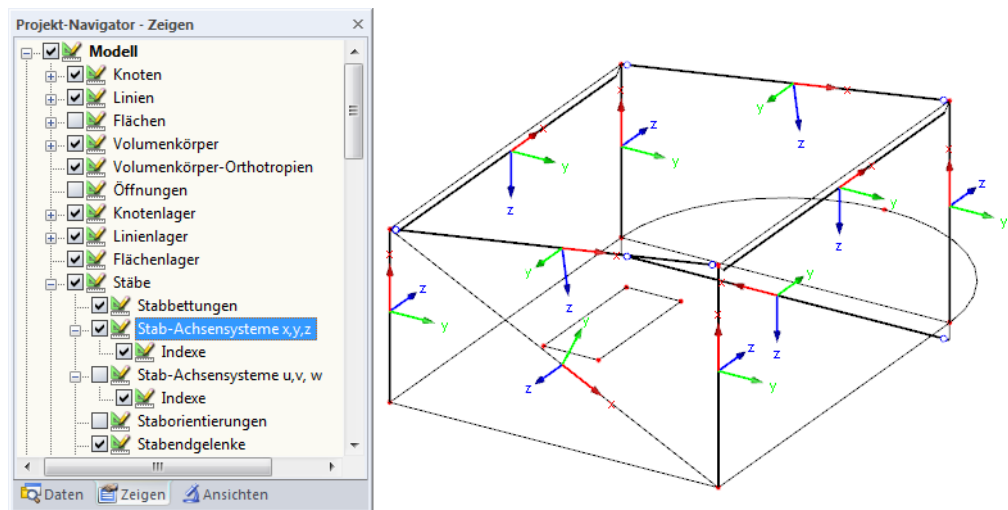 Projekt-Navigator - Zeigen
Modell
Knoten
Linien
Flächen
Volumenkörper
Volumenkörper-Orthotropien
Öffnungen
Knotenlager
Linienlager
Flächenlager
Stäbe
Stabbettungen
Stab-Achsensysteme x,y,z
Indexe
Stab-Achsensysteme u,v, w
Indexe
Staborientierungen
Stabendgelenke
Daten Zeigen Ansichten
x
y
z
x
y
z
x
y
z
x
y
z
x
y
z
x
y
z
x
y
z
x
y
z
x
y
z
x
y
z